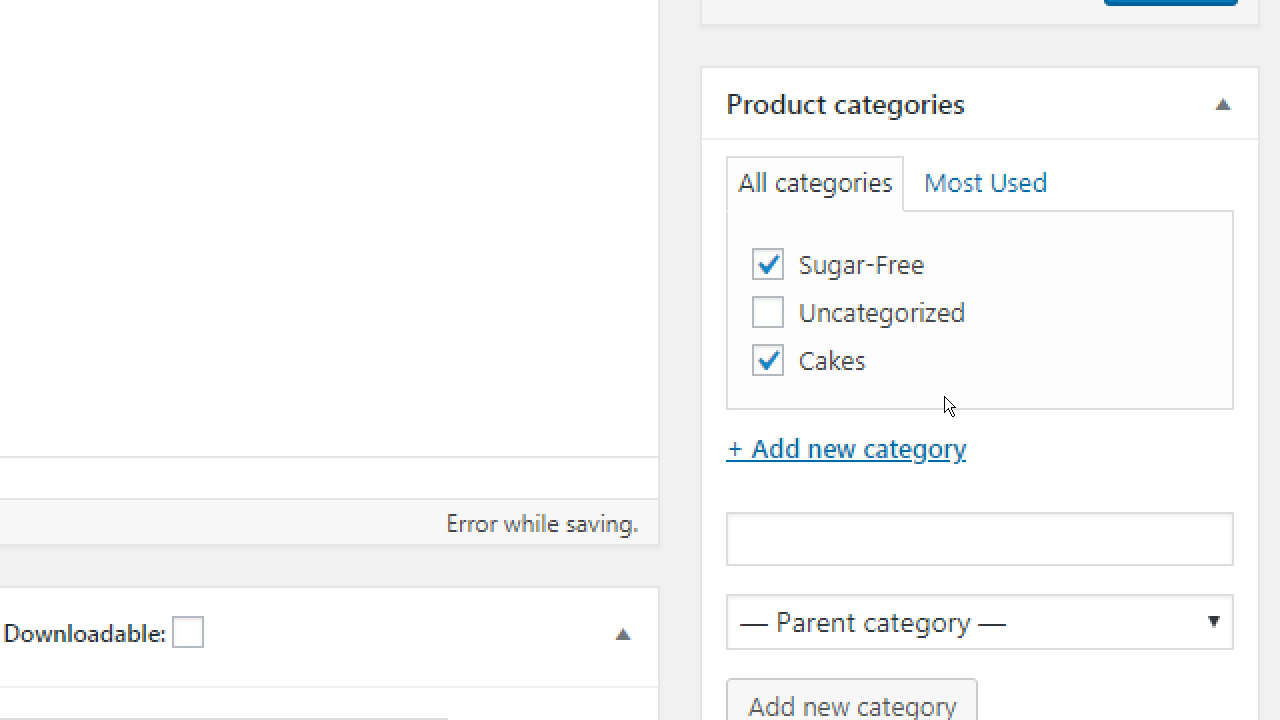 Product categories
All categories
Most Used
Sugar-Free
Uncategorized
Cakes
+ Add new category
Error while saving.
— Parent category —
Downloadable:
Add new category